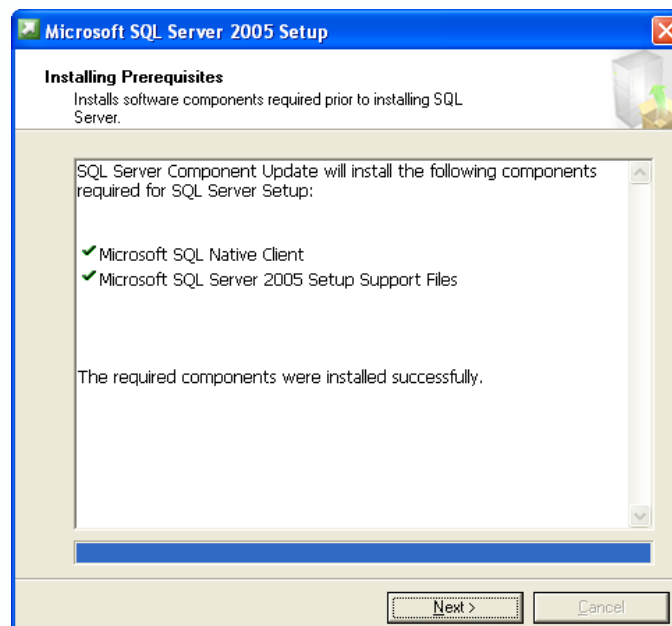 Microsoft SQL Server 2005 Setup
Installing Prerequisites
Installs software components required prior to installing SQL
Server.
SQL Server Component Update will install the following components
required for SQL Server Setup:
Microsoft SQL Native Client
Microsoft SQL Server 2005 Setup Support Files
The required components were installed successfully.
Next >
Cancel